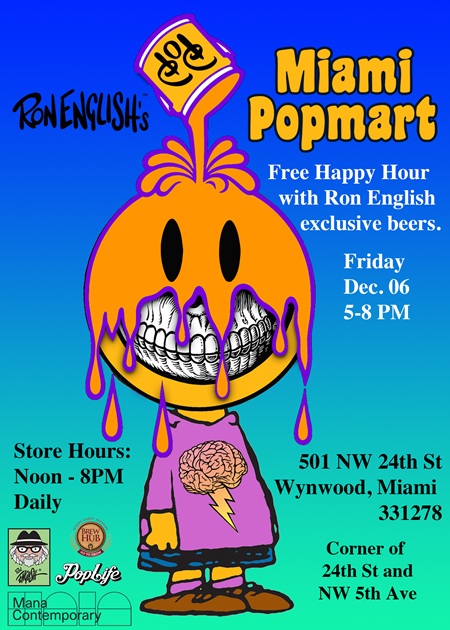 POP
RON ENGLISH'S
Miami
Popmart
Free Happy Hour
with Ron English
exclusive beers.
Friday
Dec. 06
5-8 PM
Store Hours:
Noon - 8PM
Daily
501 NW 24th St
Wynwood, Miami
331278
Corner of
24th St and
NW 5th Ave
BREW
HUB
PopLife
Mana
Contemporary